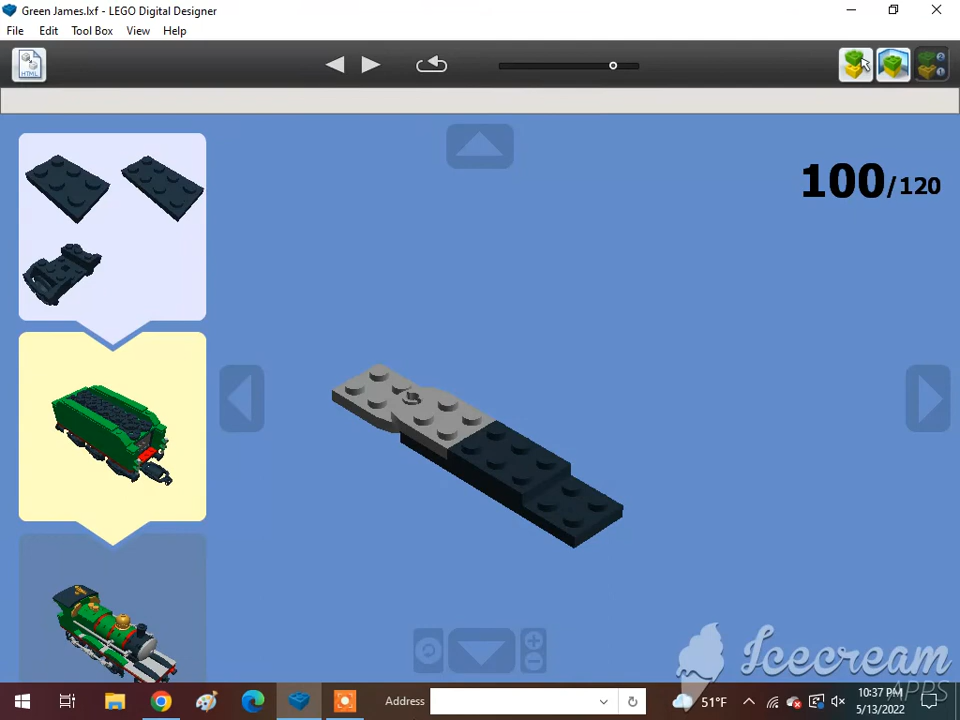 Green James.lxf - LEGO Digital Designer
File Edit Tool Box View Help
HTML
100/120
Icecream
APPS
Address
51°F
10:37 PM
5/13/2022